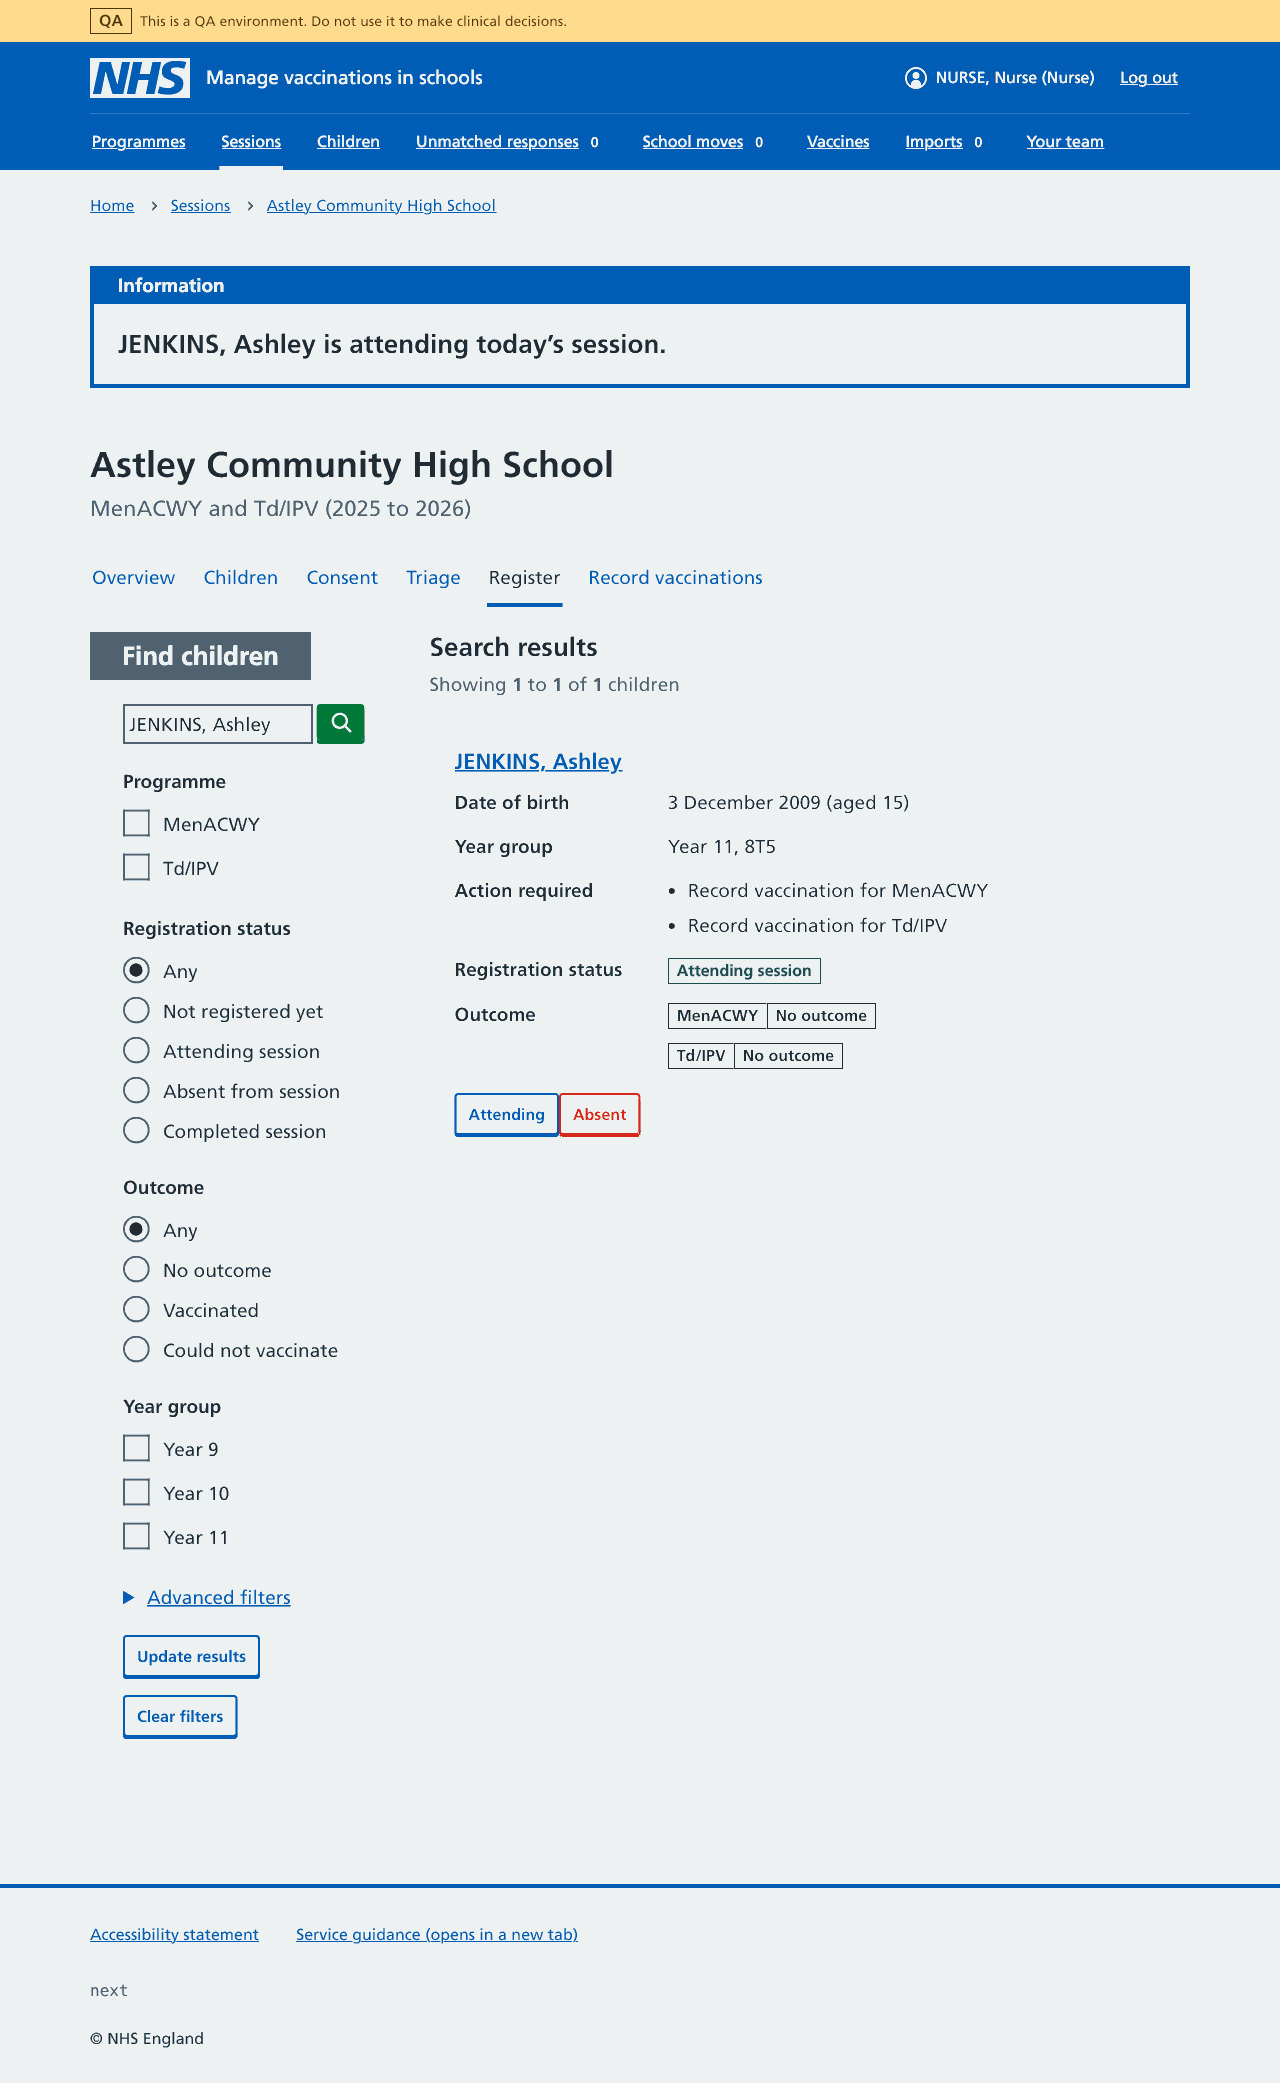 QA This is a QA environment. Do not use it to make clinical decisions.
NHS Manage vaccinations in schools NURSE, Nurse (Nurse) Log out
Programmes Sessions Children Unmatched responses 0 School moves 0 Vaccines Imports 0 Your team
Home Sessions Astley Community High School
Information
JENKINS, Ashley is attending today’s session.
Astley Community High School
MenACWY and Td/IPV (2025 to 2026)
Overview Children Consent Triage Register Record vaccinations
Find children
JENKINS, Ashley
Programme
MenACWY
Td/IPV
Registration status
Any
Not registered yet
Attending session
Absent from session
Completed session
Outcome
Any
No outcome
Vaccinated
Could not vaccinate
Year group
Year 9
Year 10
Year 11
Advanced filters
Update results
Clear filters
Search results
Showing 1 to 1 of 1 children
JENKINS, Ashley
Date of birth 3 December 2009 (aged 15)
Year group Year 11, 8T5
Action required • Record vaccination for MenACWY
• Record vaccination for Td/IPV
Registration status Attending session
Outcome MenACWY No outcome
Td/IPV No outcome
Attending Absent
Accessibility statement Service guidance (opens in a new tab)
next
© NHS England